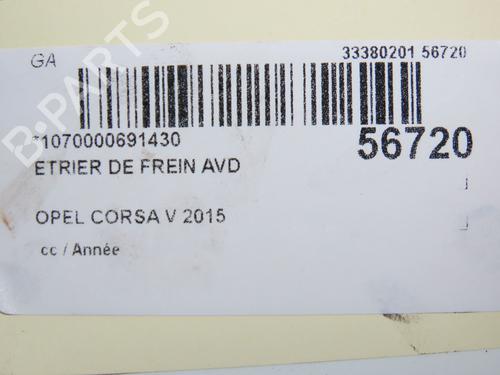 GA 33380201 56720
*1070000691430 56720
ETRIER DE FREIN AVD
OPEL CORSA V 2015
cc / Année
B-PARTS